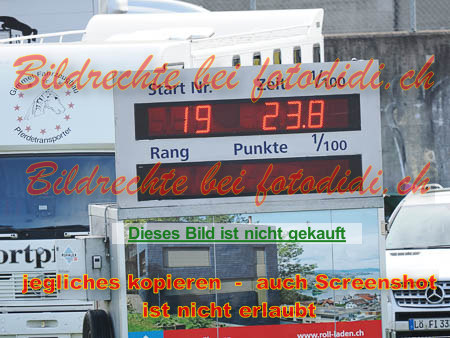 Bildrechte bei fotodidi.ch
Start Nr. Zeit 1/100
19 23.8
Rang Punkte 1/100
Bildrechte bei fotodidi.ch
Pferdetransporter
Dieses Bild ist nicht gekauft
jegliches kopieren - auch Screenshot
ist nicht erlaubt
www.roll-laden.ch